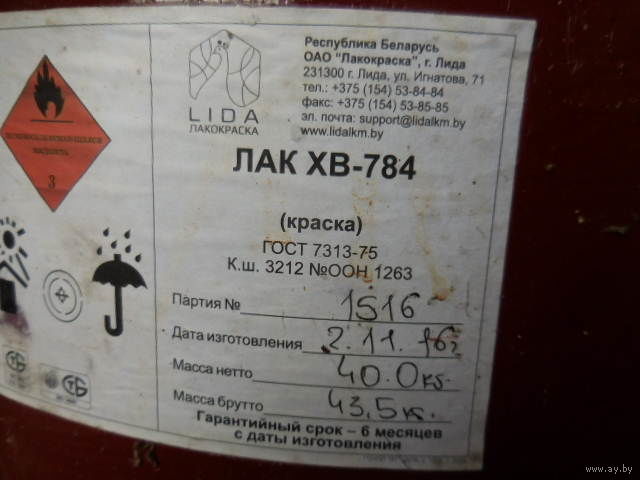 Республика Беларусь
ОАО "Лакокраска", г. Лида
231300 г. Лида, ул. Игнатова, 71
тел.: +375 (154) 53-84-84
факс: +375 (154) 53-85-85
эл. почта: support@lidalkm.by
www.lidalkm.by
LIDA
ЛАКОКРАСКА
3
ЛАК ХВ-784
(краска)
ГОСТ 7313-75
К.ш. 3212 №ООН 1263
Партия № 1516
Дата изготовления 2.11.16г
Масса нетто 40.0кг.
Масса брутто 43,5кг.
Гарантийный срок – 6 месяцев
с даты изготовления
www.ay.by